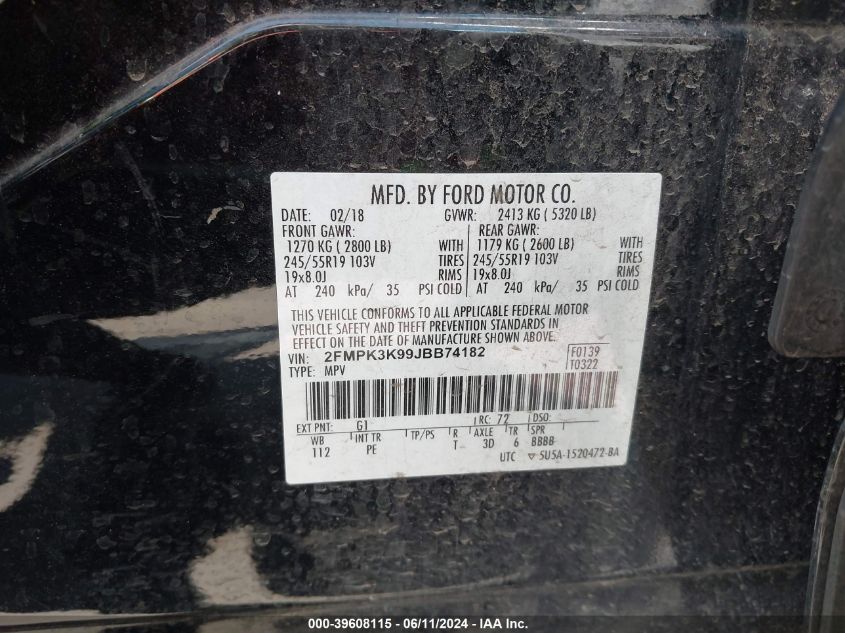 MFD. BY FORD MOTOR CO.
DATE: 02/18 GVWR: 2413 KG ( 5320 LB)
FRONT GAWR: REAR GAWR:
1270 KG ( 2800 LB) WITH 1179 KG ( 2600 LB) WITH
245/55R19 103V TIRES 245/55R19 103V TIRES
19x8.0J RIMS 19x8.0J RIMS
AT 240 kPa/ 35 PSI COLD AT 240 kPa/ 35 PSI COLD
THIS VEHICLE CONFORMS TO ALL APPLICABLE FEDERAL MOTOR
VEHICLE SAFETY AND THEFT PREVENTION STANDARDS IN
EFFECT ON THE DATE OF MANUFACTURE SHOWN ABOVE.
VIN: 2FMPK3K99JBB74182 F0139
TYPE: MPV T0322
EXT PNT: G1 RC: 72 DSO:
WB INT TR TP/PS R AXLE TR SPR
112 PE T 3D 6 BBBB
UTC ▽ 5U5A-1520472-BA
000-39608115 - 06/11/2024 - IAA Inc.